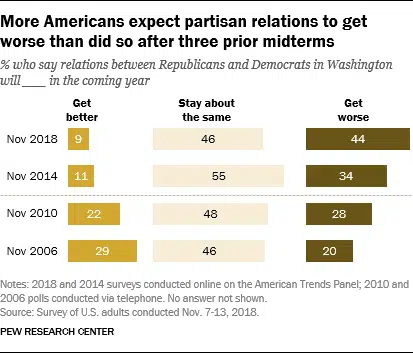 More Americans expect partisan relations to get
worse than did so after three prior midterms
% who say relations between Republicans and Democrats in Washington
will ___ in the coming year
Get better Stay about the same Get worse
Nov 2018 9 46 44
Nov 2014 11 55 34
Nov 2010 22 48 28
Nov 2006 29 46 20
Notes: 2018 and 2014 surveys conducted online on the American Trends Panel; 2010 and
2006 polls conducted via telephone. No answer not shown.
Source: Survey of U.S. adults conducted Nov. 7-13, 2018.
PEW RESEARCH CENTER